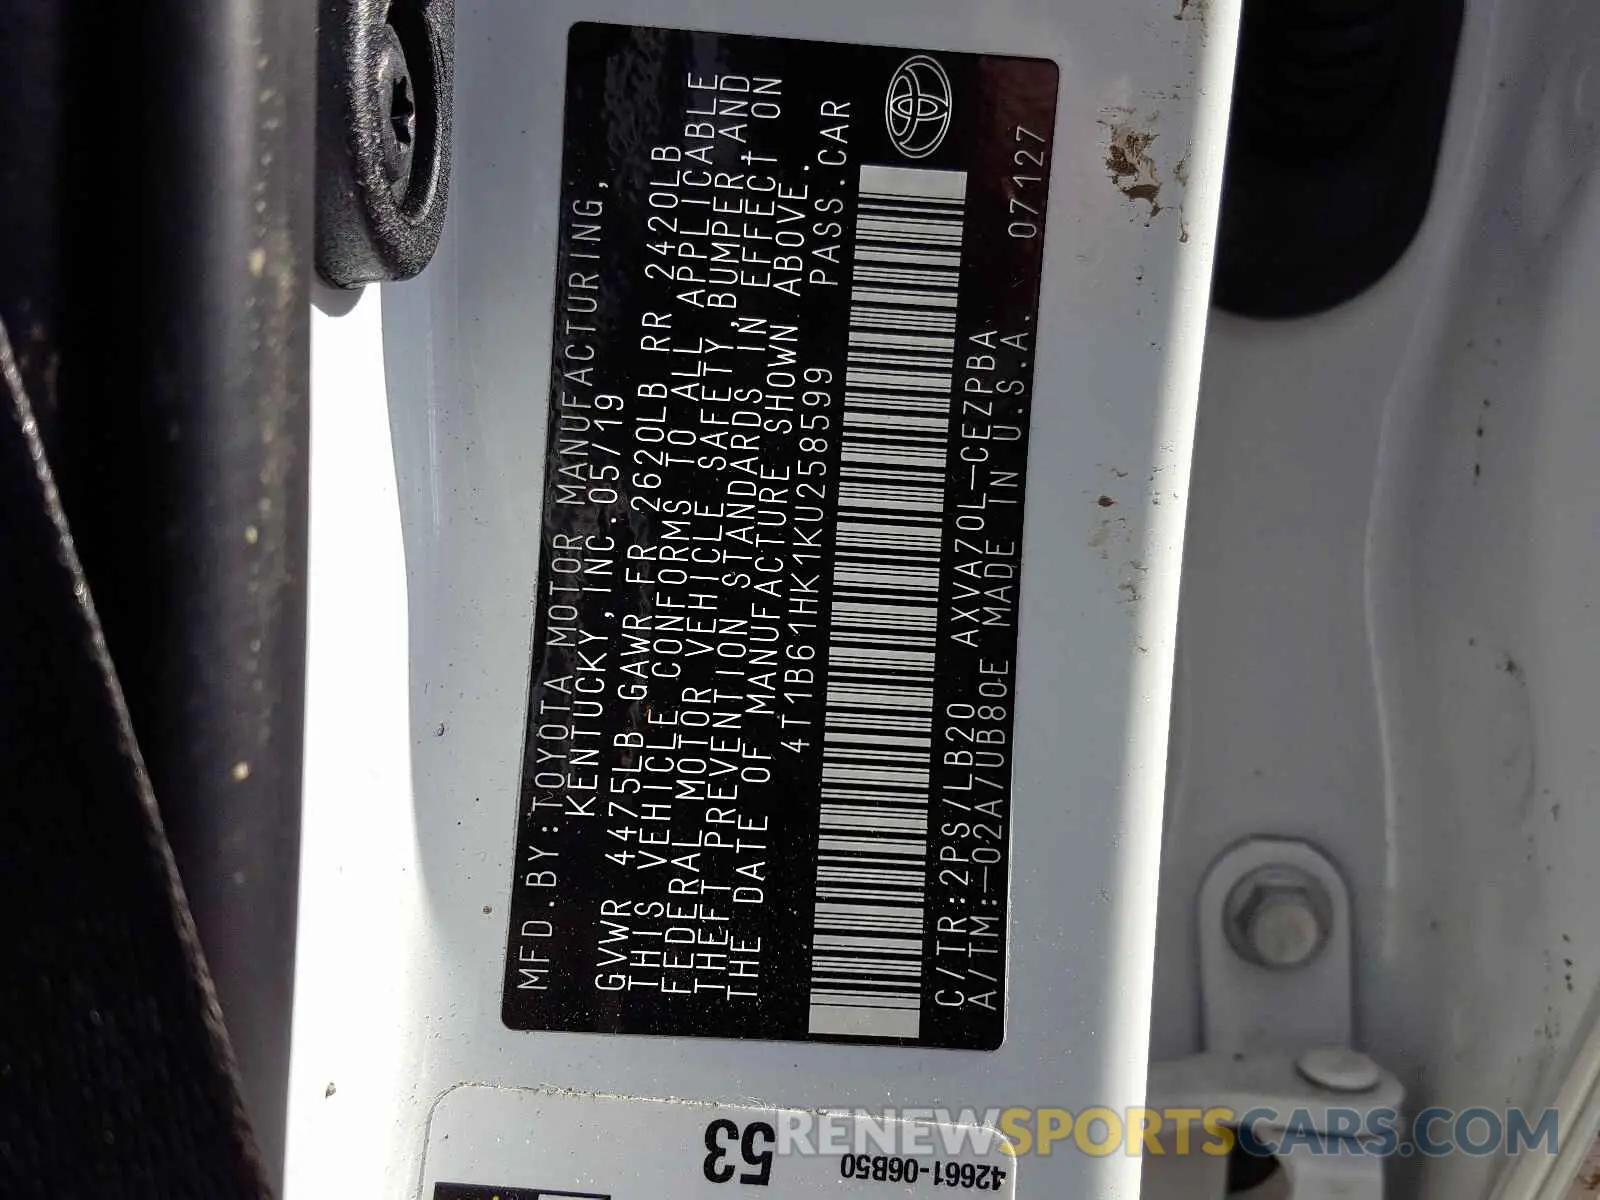 MFD.BY:TOYOTA MOTOR MANUFACTURING,
KENTUCKY,INC.05/19
GVWR 4475LB GAWR FR 2620LB RR 2420LB
THIS VEHICLE CONFORMS TO ALL APPLICABLE
FEDERAL MOTOR VEHICLE SAFETY, BUMPER, AND
THEFT PREVENTION STANDARDS IN EFFECT ON
THE DATE OF MANUFACTURE SHOWN ABOVE.
4T1B61HK1KU258599 PASS.CAR
C/TR:2PS/LB20 AXVA70L-CEZPBA 07127
A/TM:-02A/UB80E MADE IN U.S.A.
53
42661-06B50
RENEWSPORTSCARS.COM